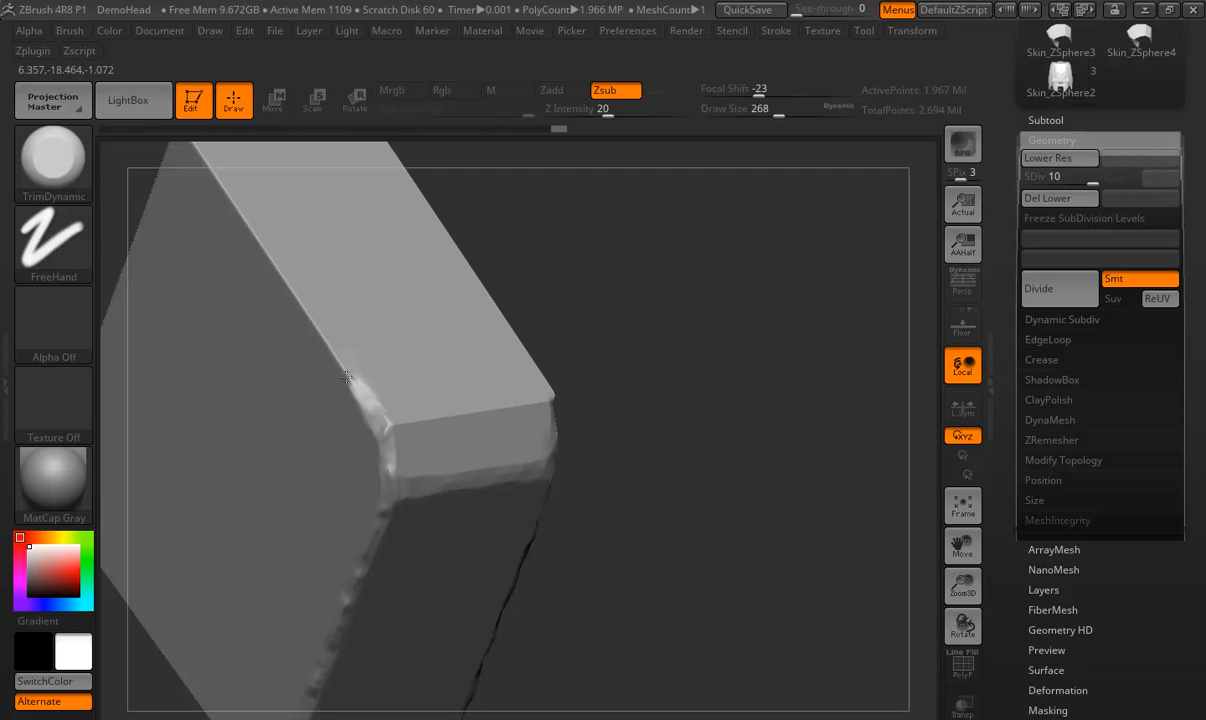 ZBrush 4R8 P1 DemoHead • Free Mem 9.672GB • Active Mem 1109 • Scratch Disk 60 • Timer▶0.001 • PolyCount▶1.966 MP • MeshCount▶1 QuickSave See-through 0 Menus DefaultZScript
Alpha Brush Color Document Draw Edit File Layer Light Macro Marker Material Movie Picker Preferences Render Stencil Stroke Texture Tool Transform
Zplugin Zscript
6.357,-18.464,-1.072
Projection Master
LightBox
Edit
Draw
Move
Scale
Rotate
Mrgb Rgb M
Zadd Zsub
Z Intensity 20
Focal Shift -23
Draw Size 268
Dynamic
ActivePoints: 1.967 Mil
TotalPoints: 2.694 Mil
TrimDynamic
FreeHand
Alpha Off
Texture Off
MatCap Gray
Gradient
SwitchColor
Alternate
BPR
SPix 3
Actual
AAHalf
Dynamic
Persp
Floor
Local
L.Sym
XYZ
Frame
Move
Zoom3D
Rotate
Line Fill
PolyF
Transp
Skin_ZSphere3 Skin_ZSphere4
3
Skin_ZSphere2
Subtool
Geometry
Lower Res
SDiv 10
Del Lower
Freeze SubDivision Levels
Divide
Smt
Suv ReUV
Dynamic Subdiv
EdgeLoop
Crease
ShadowBox
ClayPolish
DynaMesh
ZRemesher
Modify Topology
Position
Size
MeshIntegrity
ArrayMesh
NanoMesh
Layers
FiberMesh
Geometry HD
Preview
Surface
Deformation
Masking